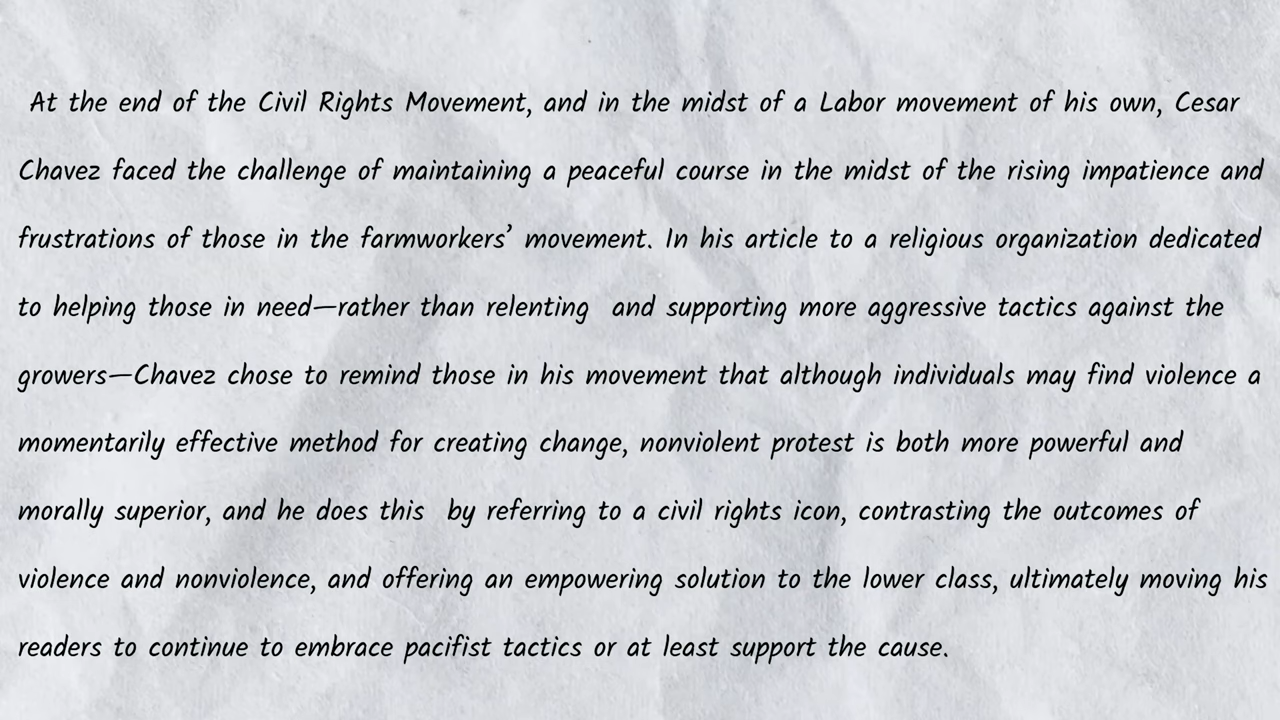 At the end of the Civil Rights Movement, and in the midst of a Labor movement of his own, Cesar
Chavez faced the challenge of maintaining a peaceful course in the midst of the rising impatience and
frustrations of those in the farmworkers’ movement. In his article to a religious organization dedicated
to helping those in need—rather than relenting  and supporting more aggressive tactics against the
growers—Chavez chose to remind those in his movement that although individuals may find violence a
momentarily effective method for creating change, nonviolent protest is both more powerful and
morally superior, and he does this  by referring to a civil rights icon, contrasting the outcomes of
violence and nonviolence, and offering an empowering solution to the lower class, ultimately moving his
readers to continue to embrace pacifist tactics or at least support the cause.